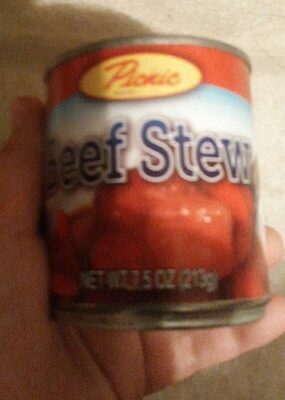 Picnic
Beef Stew
NET WT. 7.5 OZ (213g)